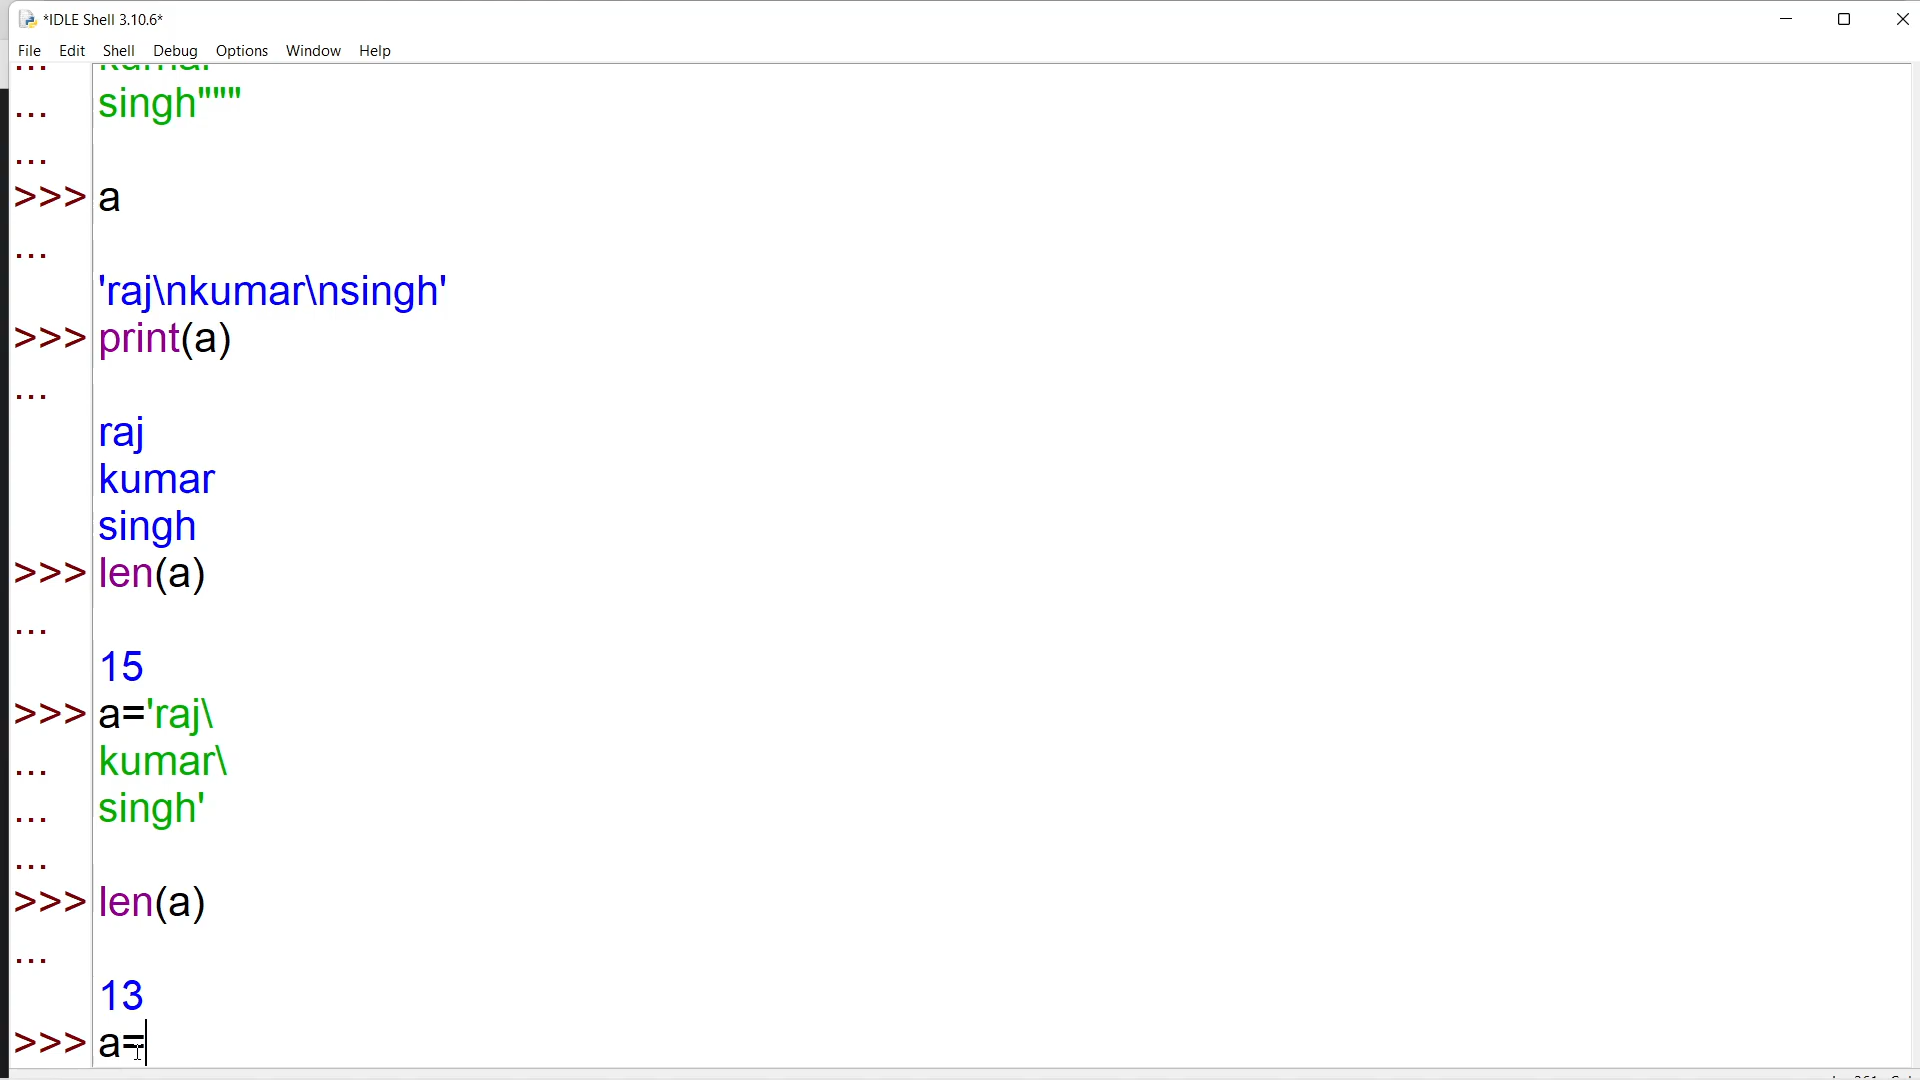 *IDLE Shell 3.10.6*
File Edit Shell Debug Options Window Help
...
... singh"""
...
>>> a
...
'raj\nkumar\nsingh'
>>> print(a)
...
raj
kumar
singh
>>> len(a)
...
15
>>> a='raj\
... kumar\
... singh'
...
>>> len(a)
...
13
>>> a=